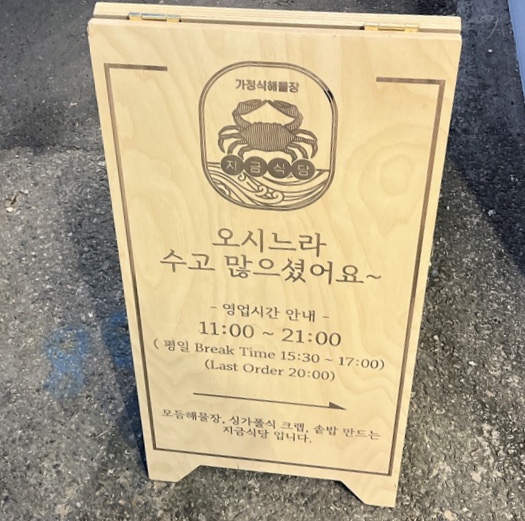 가정식해물장
지금식당
오시느라
수고 많으셨어요~
- 영업시간 안내 -
11:00 ~ 21:00
( 평일 Break Time 15:30 ~ 17:00)
(Last Order 20:00)
모둠해물장, 싱가폴식 크랩, 솥밥 만드는
지금식당 입니다.